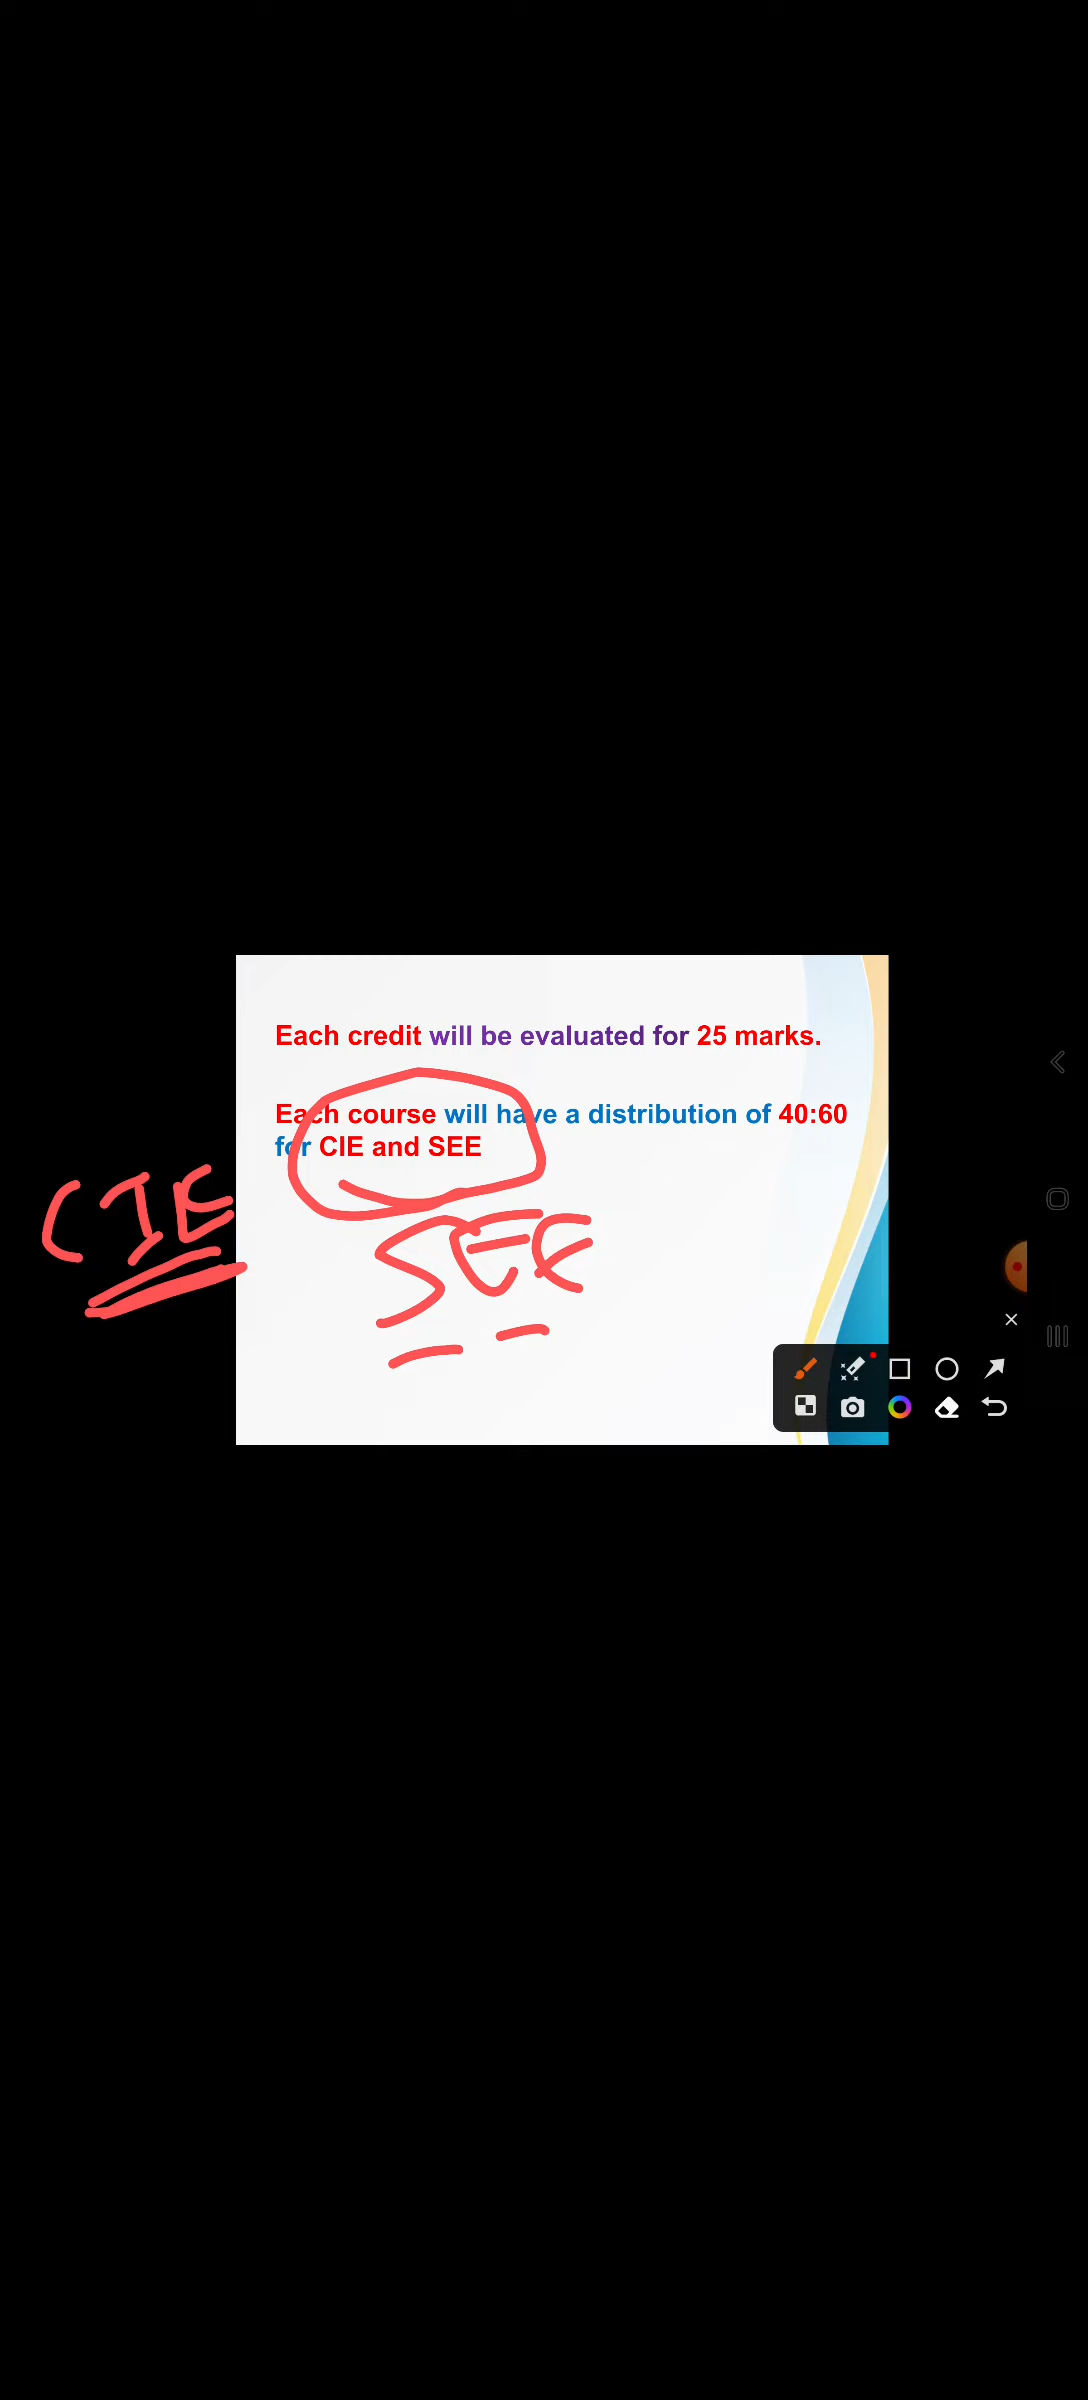 Each credit will be evaluated for 25 marks.
Each course will have a distribution of 40:60
for CIE and SEE
CIE
SEE